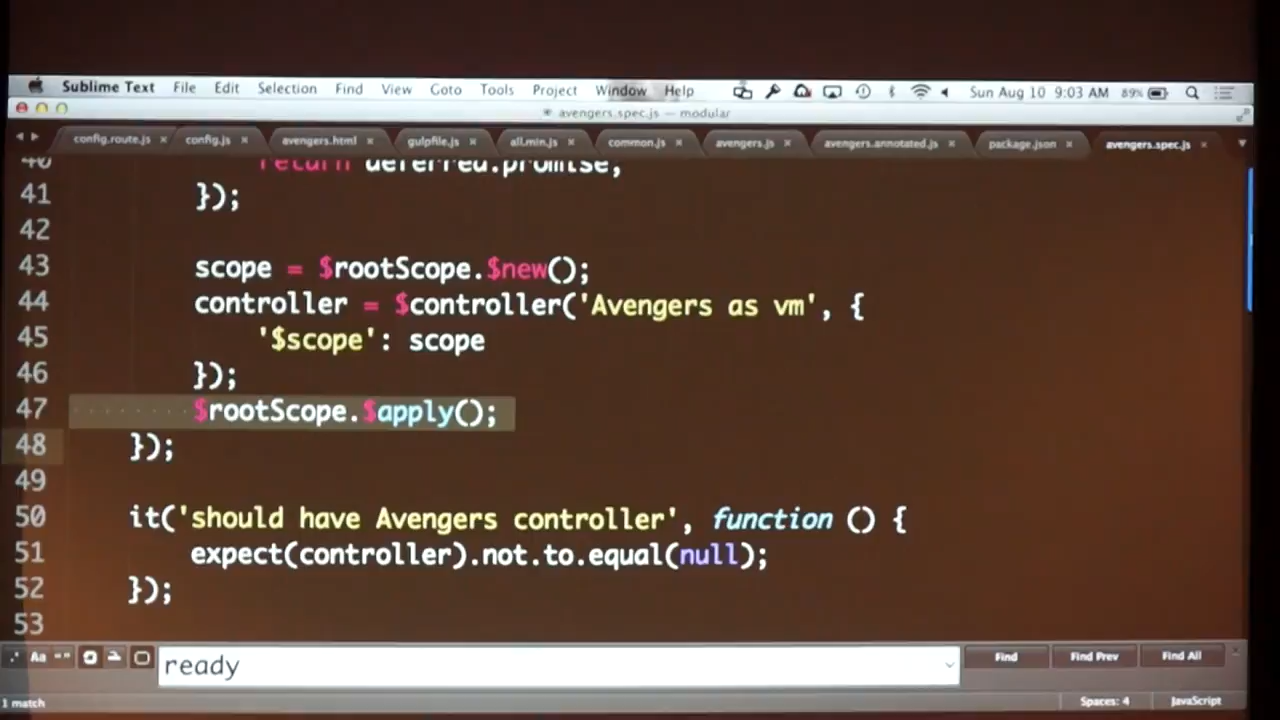 Sublime Text File Edit Selection Find View Goto Tools Project Window Help Sun Aug 10 9:03 AM 89%
avengers.spec.js — modular
config.route.js × config.js × avengers.html × gulpfile.js × all.min.js × common.js × avengers.js × avengers.annotated.js × package.json × avengers.spec.js ×
40 return deferred.promise;
41 });
42
43 scope = $rootScope.$new();
44 controller = $controller('Avengers as vm', {
45 '$scope': scope
46 });
47 $rootScope.$apply();
48 });
49
50 it('should have Avengers controller', function () {
51 expect(controller).not.to.equal(null);
52 });
53
.* Aa "" ready Find Find Prev Find All
1 match Spaces: 4 JavaScript